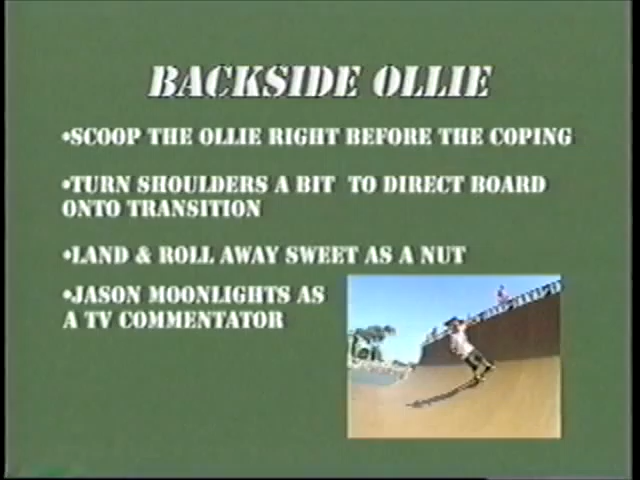 BACKSIDE OLLIE
•SCOOP THE OLLIE RIGHT BEFORE THE COPING
•TURN SHOULDERS A BIT TO DIRECT BOARD
ONTO TRANSITION
•LAND & ROLL AWAY SWEET AS A NUT
•JASON MOONLIGHTS AS
A TV COMMENTATOR